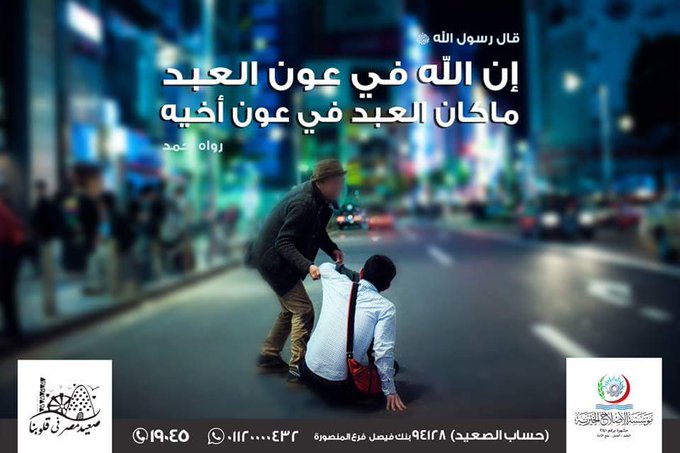 قال رسول الله ﷺ
إن الله في عون العبد
ماكان العبد في عون أخيه
رواه أحمد
صعيد مصر في قلوبنا
١٩٠٤٥
٠١١٢٠٠٠٠٤٣٢
(حساب الصعيد) ٩٤١٢٨ بنك فيصل فرع المنصورة
مؤسسة الإصلاح الخيرية